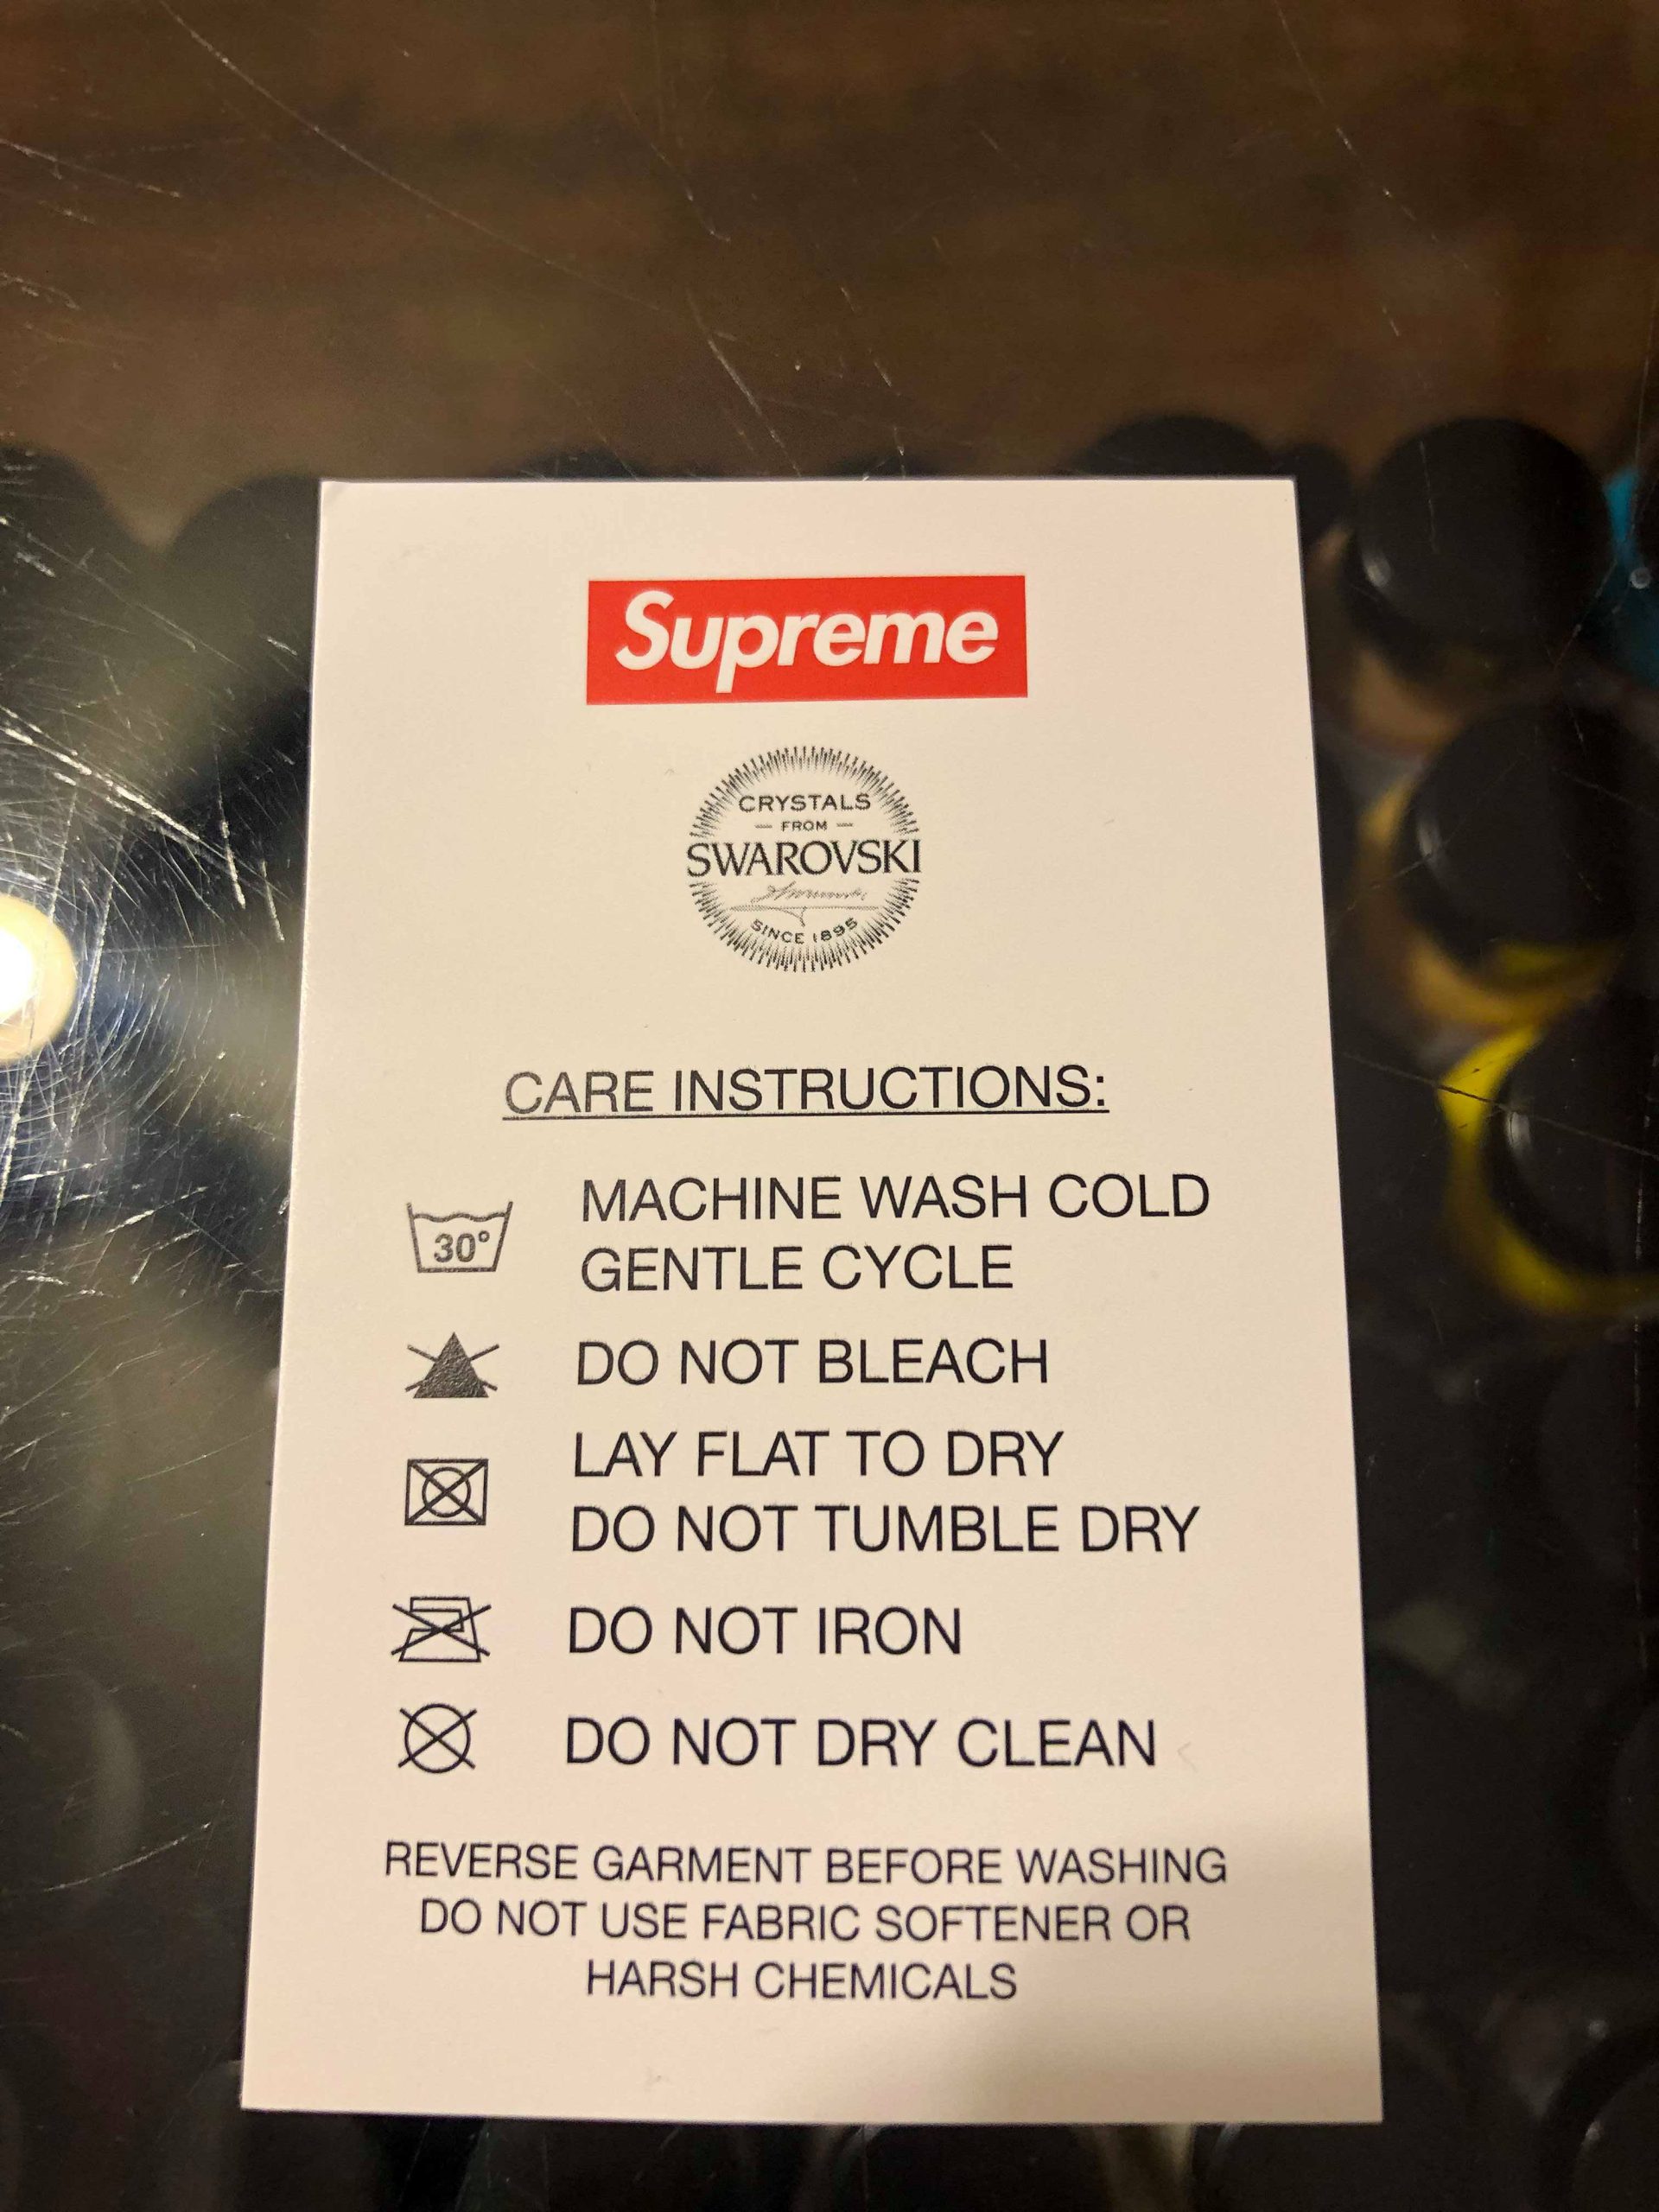 Supreme
CRYSTALS
— FROM —
SWAROVSKI
SINCE 1895
CARE INSTRUCTIONS:
30°
MACHINE WASH COLD
GENTLE CYCLE
DO NOT BLEACH
LAY FLAT TO DRY
DO NOT TUMBLE DRY
DO NOT IRON
DO NOT DRY CLEAN
REVERSE GARMENT BEFORE WASHING
DO NOT USE FABRIC SOFTENER OR
HARSH CHEMICALS